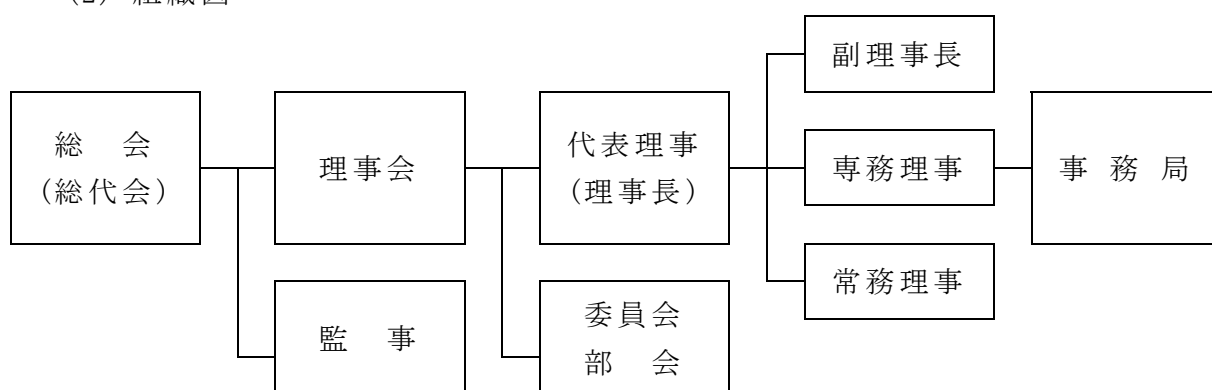 (2) 組織図
副理事長
総　会
(総代会)
理事会
代表理事
(理事長)
専務理事
事 務 局
常務理事
監　事
委員会
部　会